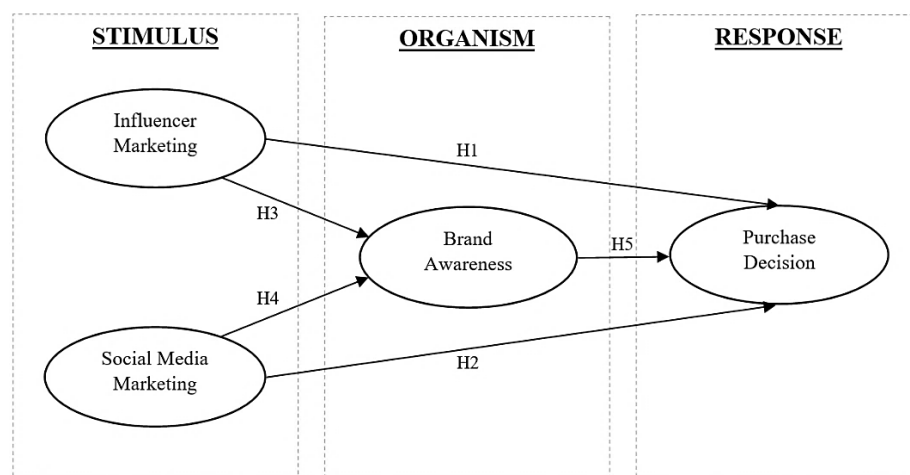 STIMULUS
ORGANISM
RESPONSE
Influencer
Marketing
H1
H3
Brand
Awareness
H5
Purchase
Decision
H4
Social Media
Marketing
H2